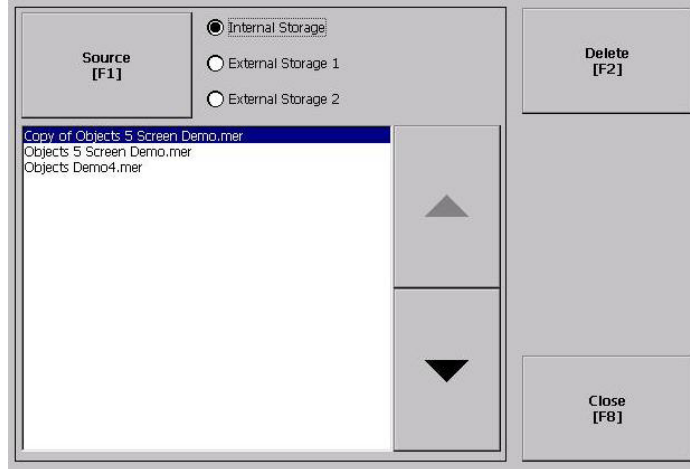 Source
[F1]
Internal Storage
External Storage 1
External Storage 2
Delete
[F2]
Copy of Objects 5 Screen Demo.mer
Objects 5 Screen Demo.mer
Objects Demo4.mer
Close
[F8]